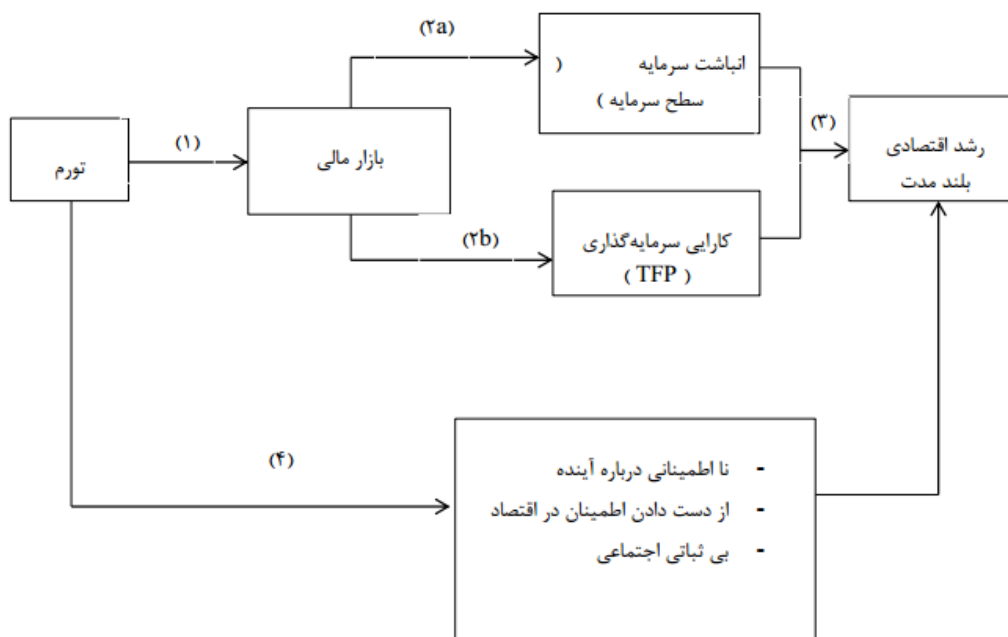 (۲a)
انباشت سرمایه (
سطح سرمایه )
(۳)
رشد اقتصادی
بلند مدت
(۱)
تورم
بازار مالی
(۲b)
کارایی سرمایه‌گذاری
( TFP )
(۴)
- نا اطمینانی درباره آینده
- از دست دادن اطمینان در اقتصاد
- بی ثباتی اجتماعی